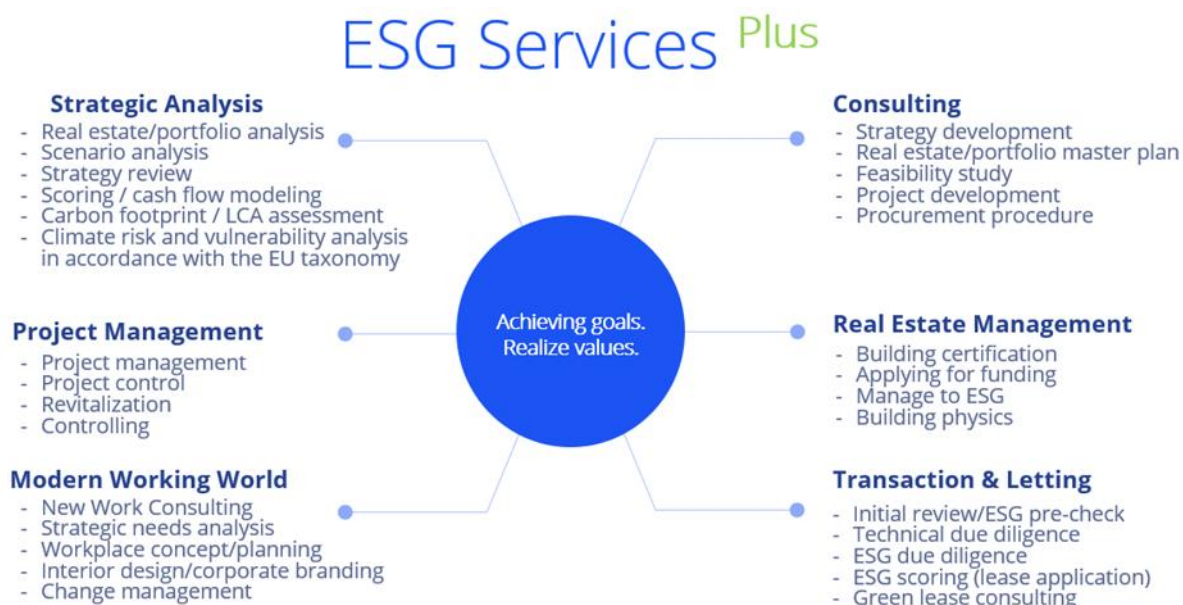 ESG Services Plus
Strategic Analysis
- Real estate/portfolio analysis
- Scenario analysis
- Strategy review
- Scoring / cash flow modeling
- Carbon footprint / LCA assessment
- Climate risk and vulnerability analysis
in accordance with the EU taxonomy
Project Management
- Project management
- Project control
- Revitalization
- Controlling
Modern Working World
- New Work Consulting
- Strategic needs analysis
- Workplace concept/planning
- Interior design/corporate branding
- Change management
Achieving goals.
Realize values.
Consulting
- Strategy development
- Real estate/portfolio master plan
- Feasibility study
- Project development
- Procurement procedure
Real Estate Management
- Building certification
- Applying for funding
- Manage to ESG
- Building physics
Transaction & Letting
- Initial review/ESG pre-check
- Technical due diligence
- ESG due diligence
- ESG scoring (lease application)
- Green lease consulting